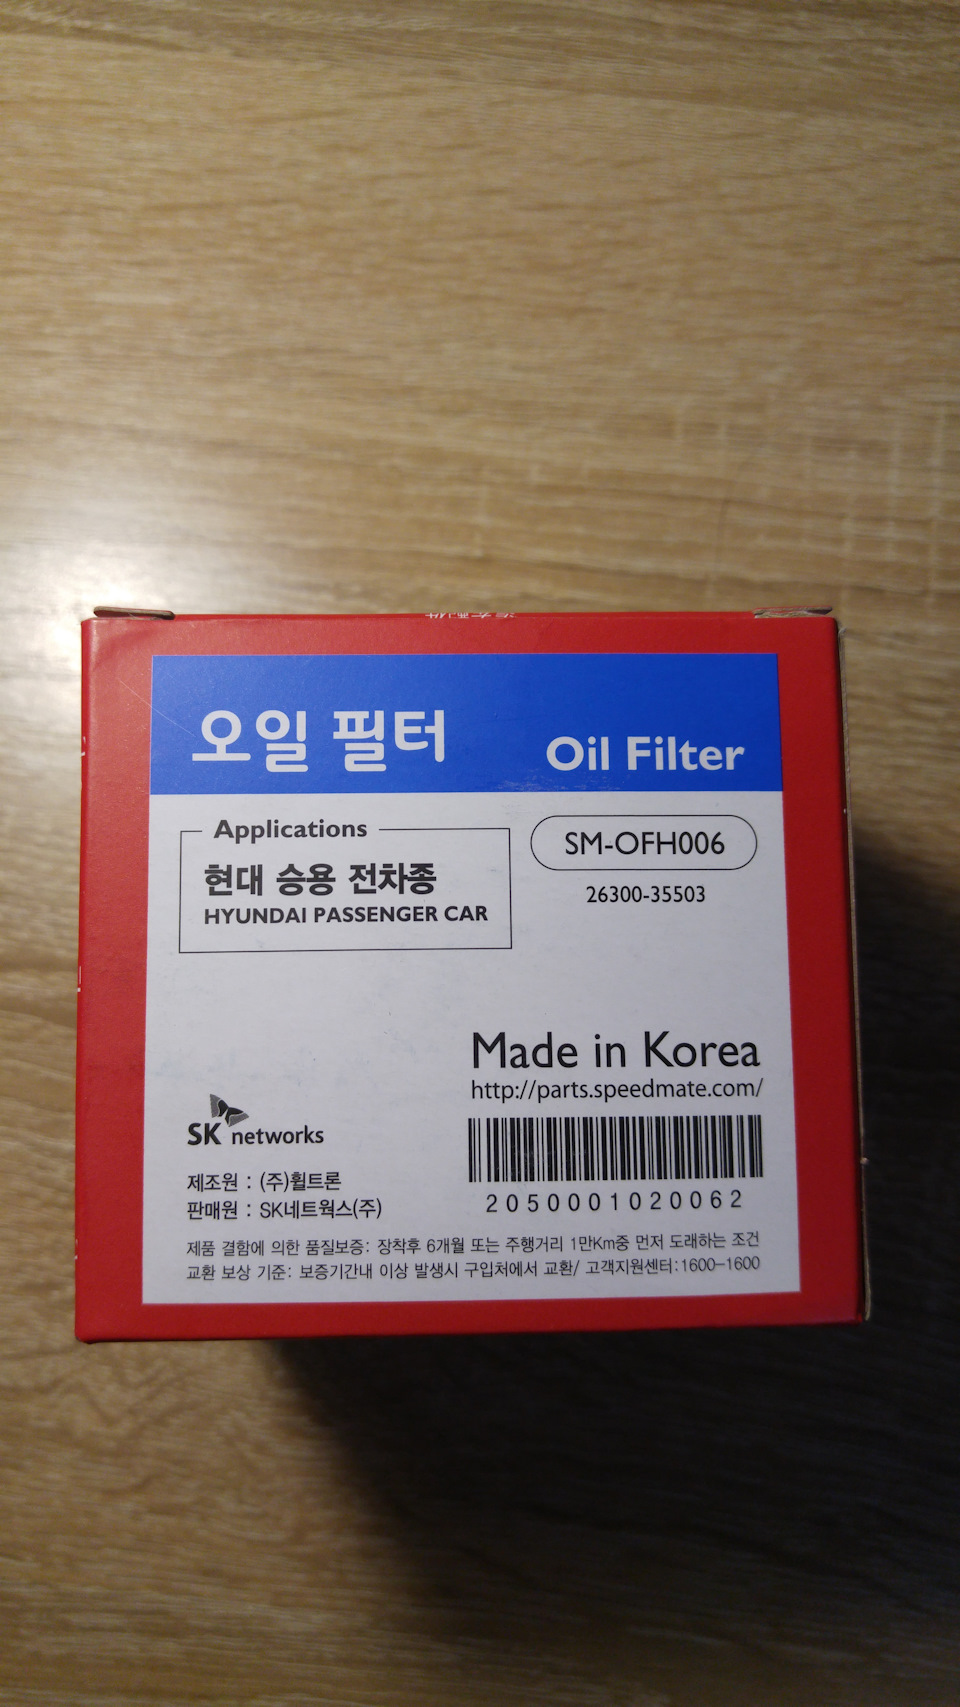 오일 필터 Oil Filter
Applications
현대 승용 전차종
HYUNDAI PASSENGER CAR
SM-OFH006
26300-35503
Made in Korea
http://parts.speedmate.com/
SK networks
2050001020062
제조원 : (주)휠트론
판매원 : SK네트웍스(주)
제품 결함에 의한 품질보증: 장착후 6개월 또는 주행거리 1만Km중 먼저 도래하는 조건
교환 보상 기준: 보증기간내 이상 발생시 구입처에서 교환/ 고객지원센터:1600-1600